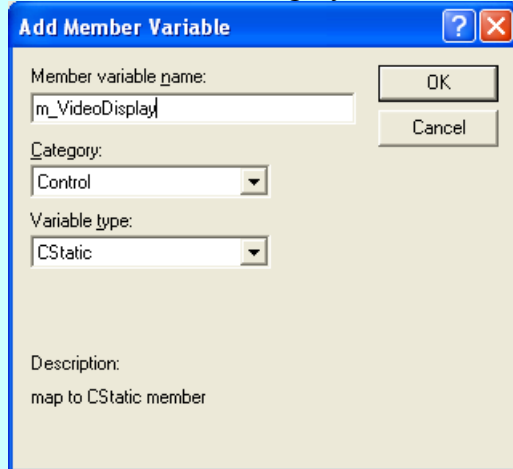 Add Member Variable
Member variable name:
OK
m_VideoDisplay
Cancel
Category:
Control
Variable type:
CStatic
Description:
map to CStatic member